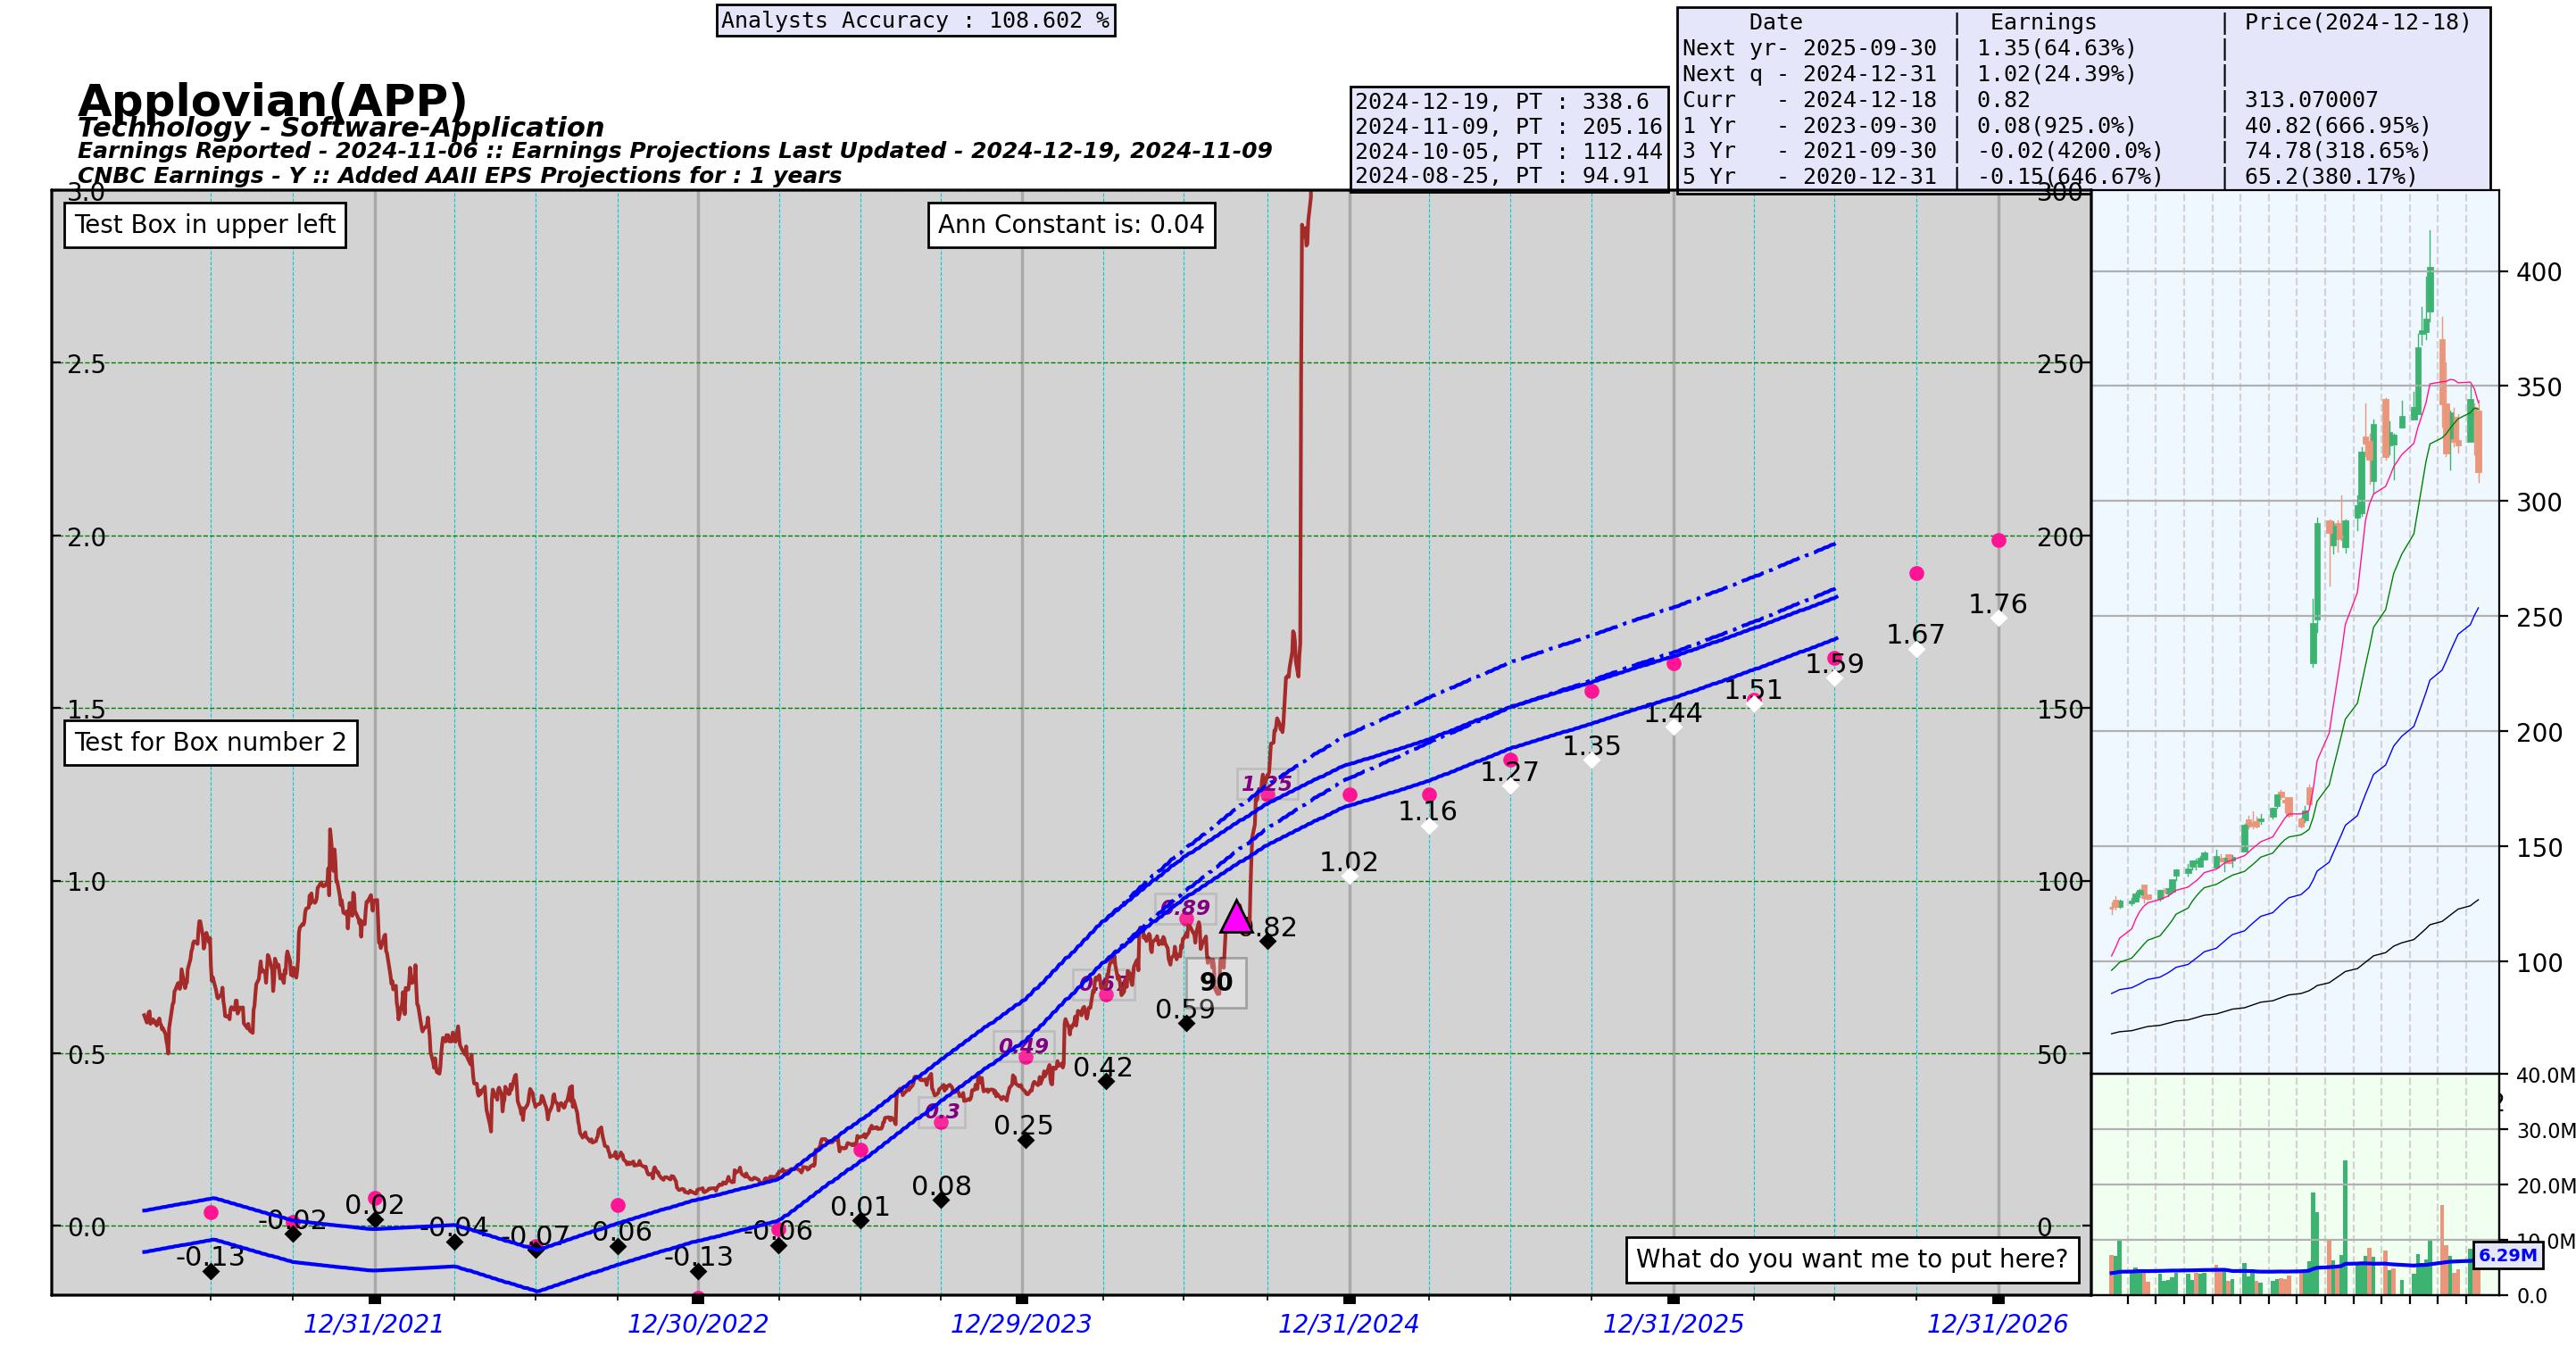 Analysts Accuracy : 108.602 %
Date | Earnings | Price(2024-12-18)
Next yr- 2025-09-30 | 1.35(64.63%) |
Next q - 2024-12-31 | 1.02(24.39%) |
Curr - 2024-12-18 | 0.82 | 313.070007
1 Yr - 2023-09-30 | 0.08(925.0%) | 40.82(666.95%)
3 Yr - 2021-09-30 | -0.02(4200.0%) | 74.78(318.65%)
5 Yr - 2020-12-31 | -0.15(646.67%) | 65.2(380.17%)
2024-12-19, PT : 338.6
2024-11-09, PT : 205.16
2024-10-05, PT : 112.44
2024-08-25, PT : 94.91
Applovian(APP)
Technology - Software-Application
Earnings Reported - 2024-11-06 :: Earnings Projections Last Updated - 2024-12-19, 2024-11-09
CNBC Earnings - Y :: Added AAII EPS Projections for : 1 years
3.0
300
Test Box in upper left
Ann Constant is: 0.04
400
2.5
250
350
2.0
200
300
1.76
250
1.67
1.59
1.51
1.5
150
1.44
Test for Box number 2
200
1.35
1.27
1.25
1.16
150
1.02
1.0
100
0.89
0.82
100
90
0.67
0.59
0.5
50
0.49
0.42
40.0M
0.3
0.25
30.0M
0.08
20.0M
0.02
0.01
-0.02
0.0
-0.04
-0.07
0.06
-0.06
0
10.0M
6.29M
-0.13
-0.13
What do you want me to put here?
0.0
12/31/2021
12/30/2022
12/29/2023
12/31/2024
12/31/2025
12/31/2026